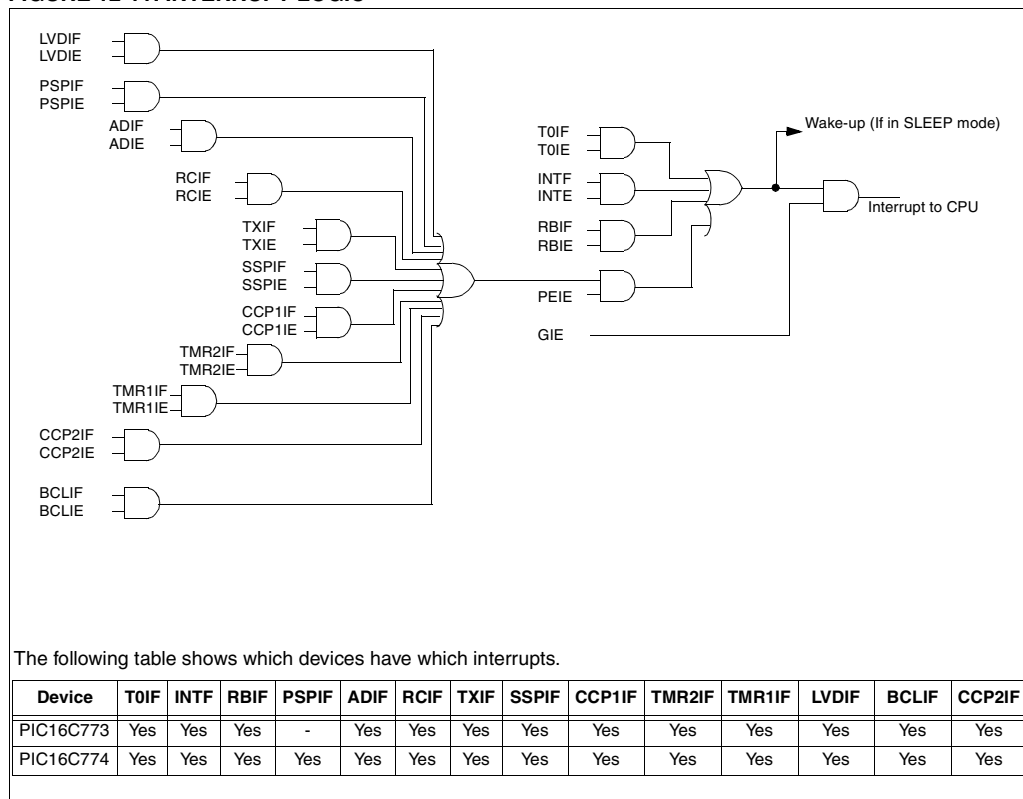 LVDIF
LVDIE
PSPIF
PSPIE
ADIF
ADIE
RCIF
RCIE
TXIF
TXIE
SSPIF
SSPIE
CCP1IF
CCP1IE
TMR2IF
TMR2IE
TMR1IF
TMR1IE
CCP2IF
CCP2IE
BCLIF
BCLIE
T0IF
T0IE
INTF
INTE
RBIF
RBIE
PEIE
GIE
Wake-up (If in SLEEP mode)
Interrupt to CPU
The following table shows which devices have which interrupts.
Device T0IF INTF RBIF PSPIF ADIF RCIF TXIF SSPIF CCP1IF TMR2IF TMR1IF LVDIF BCLIF CCP2IF
PIC16C773 Yes Yes Yes - Yes Yes Yes Yes Yes Yes Yes Yes Yes Yes
PIC16C774 Yes Yes Yes Yes Yes Yes Yes Yes Yes Yes Yes Yes Yes Yes